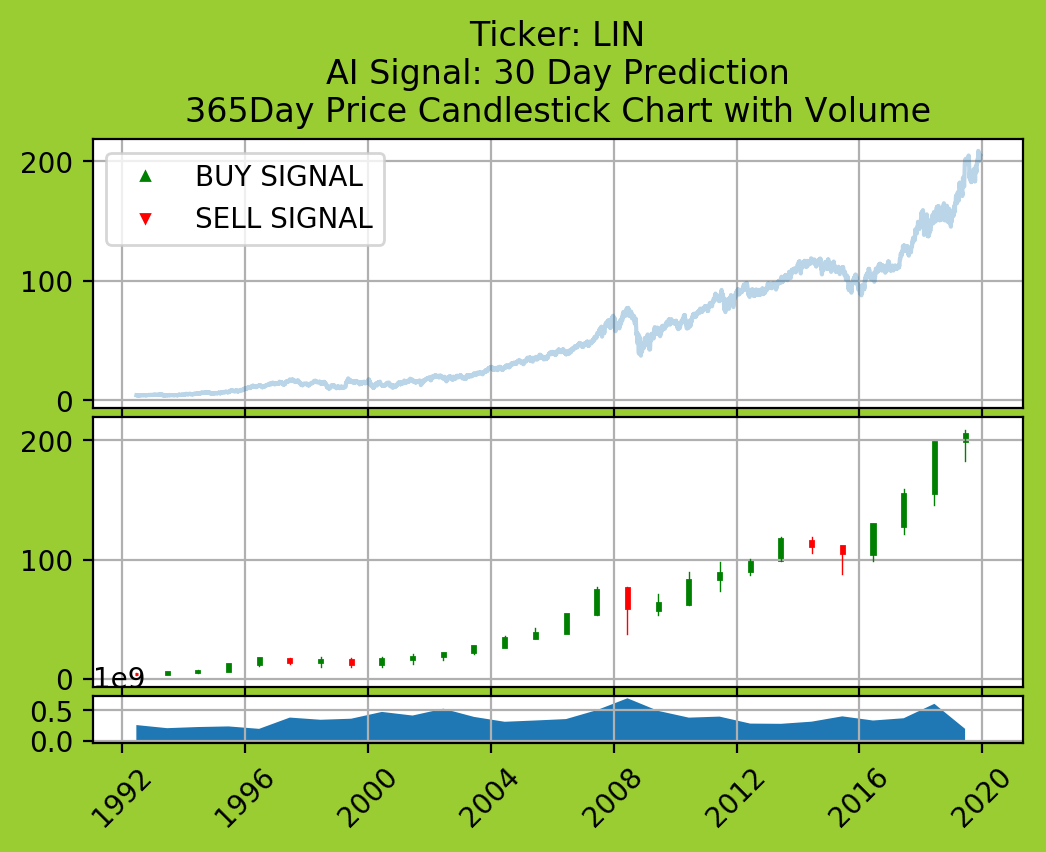 Ticker: LIN
AI Signal: 30 Day Prediction
365Day Price Candlestick Chart with Volume
200
100
0
BUY SIGNAL
SELL SIGNAL
200
100
0
1e9
0.5
0.0
1992 1996 2000 2004 2008 2012 2016 2020